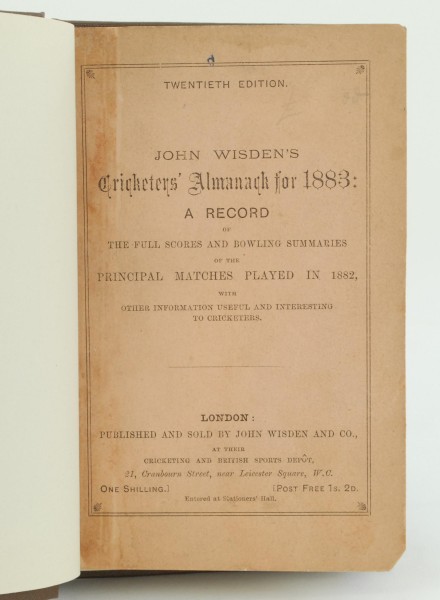 TWENTIETH EDITION.
JOHN WISDEN'S
Cricketers' Almanack for 1883:
A RECORD
OF
THE FULL SCORES AND BOWLING SUMMARIES
OF THE
PRINCIPAL MATCHES PLAYED IN 1882,
WITH
OTHER INFORMATION USEFUL AND INTERESTING
TO CRICKETERS.
LONDON:
PUBLISHED AND SOLD BY JOHN WISDEN AND CO.,
AT THEIR
CRICKETING AND BRITISH SPORTS DEPÔT,
21, Cranbourn Street, near Leicester Square, W.C.
ONE SHILLING.] [POST FREE 1s. 2D.
Entered at Stationers' Hall.